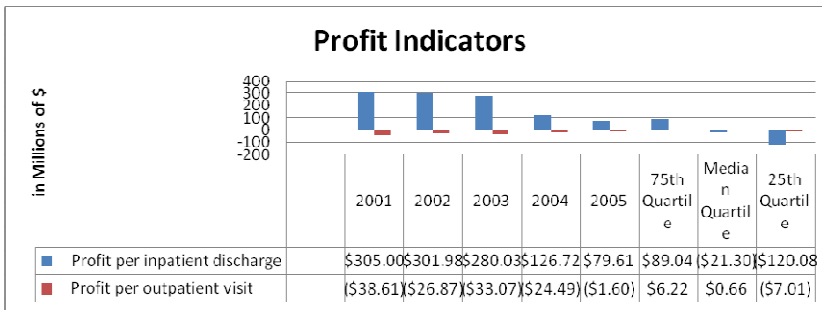 Profit Indicators
in Millions of $
400
300
200
100
0
-100
-200
2001 2002 2003 2004 2005 75th Quartil e Media n Quartil e 25th Quartil e
Profit per inpatient discharge $305.00 $301.98 $280.03 $126.72 $79.61 $89.04 ($21.30) $120.08
Profit per outpatient visit ($38.61) ($26.87) ($33.07) ($24.49) ($1.60) $6.22 $0.66 ($7.01)